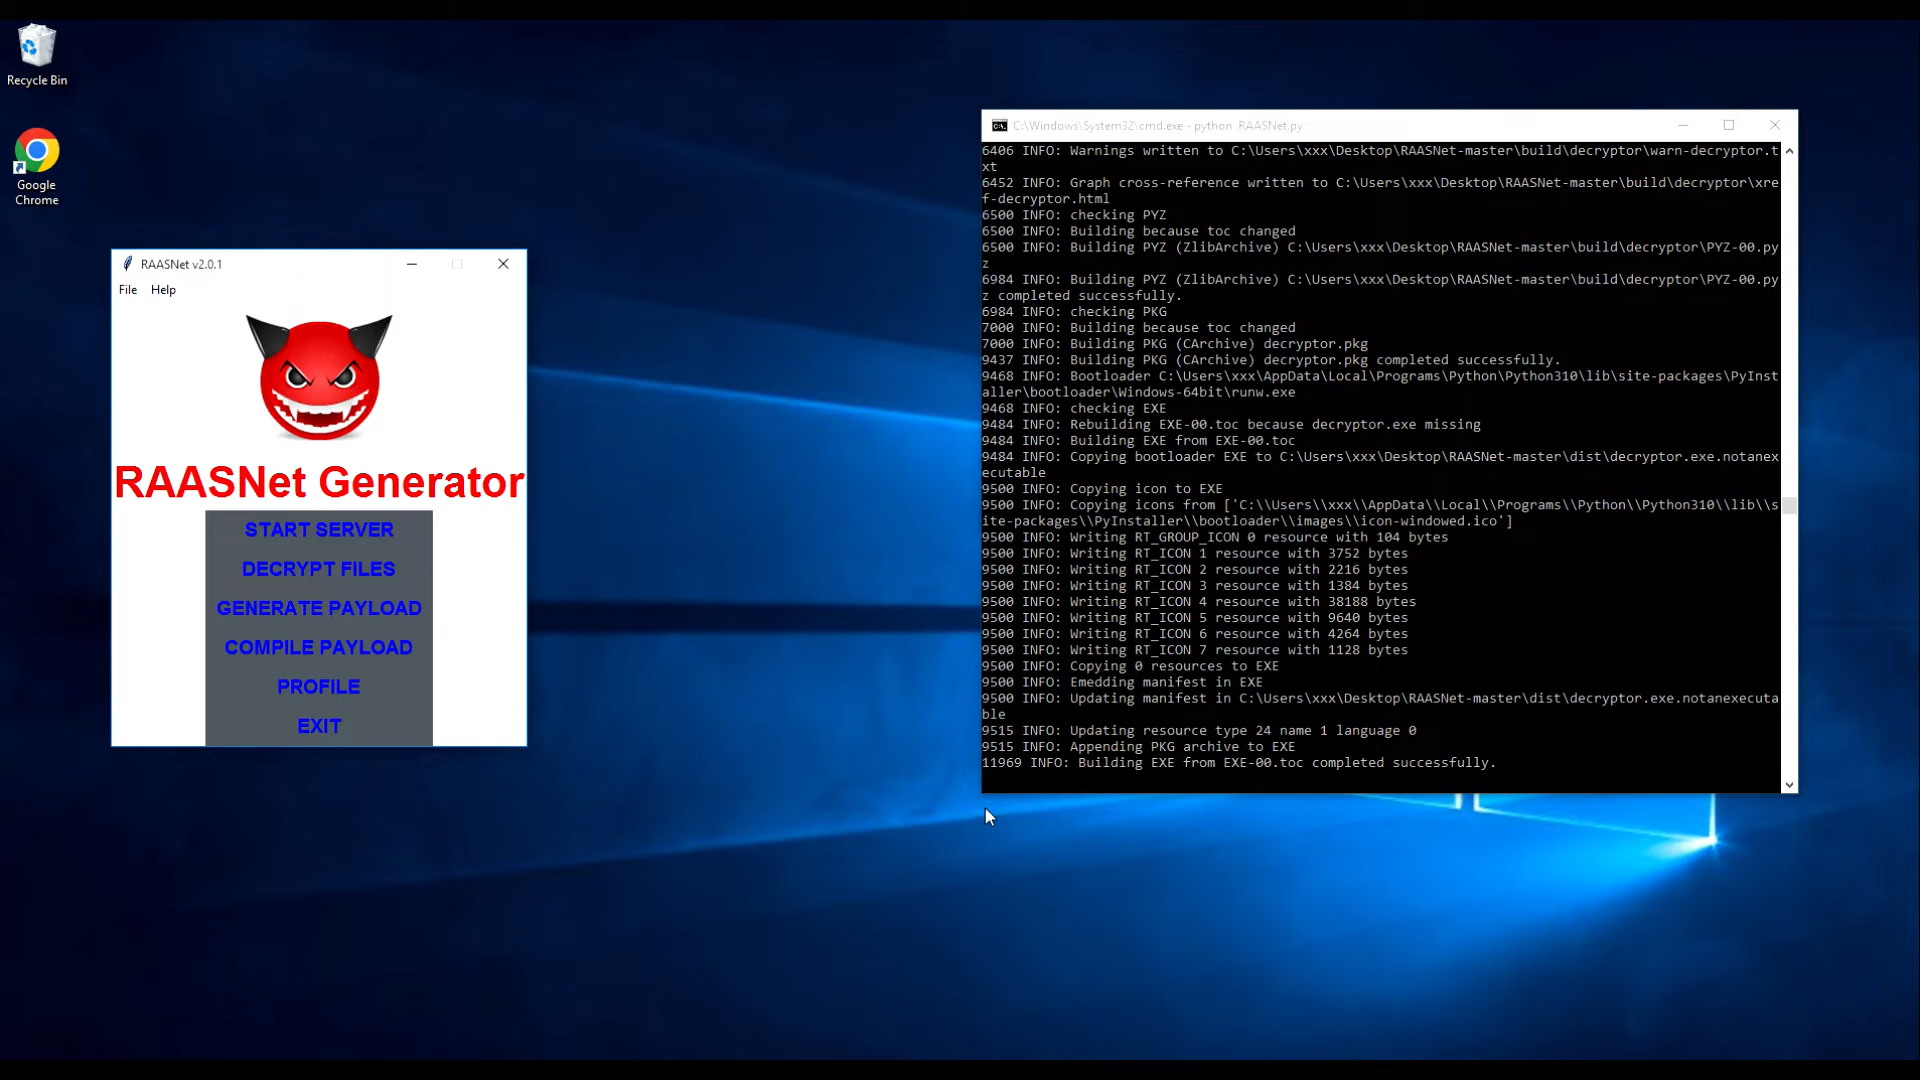 Recycle Bin
Google
Chrome
RAASNet v2.0.1
File Help
RAASNet Generator
START SERVER
DECRYPT FILES
GENERATE PAYLOAD
COMPILE PAYLOAD
PROFILE
EXIT
C:\Windows\System32\cmd.exe - python RAASNet.py
6406 INFO: Warnings written to C:\Users\xxx\Desktop\RAASNet-master\build\decryptor\warn-decryptor.t
xt
6452 INFO: Graph cross-reference written to C:\Users\xxx\Desktop\RAASNet-master\build\decryptor\xre
f-decryptor.html
6500 INFO: checking PYZ
6500 INFO: Building because toc changed
6500 INFO: Building PYZ (ZlibArchive) C:\Users\xxx\Desktop\RAASNet-master\build\decryptor\PYZ-00.py
z
6984 INFO: Building PYZ (ZlibArchive) C:\Users\xxx\Desktop\RAASNet-master\build\decryptor\PYZ-00.py
z completed successfully.
6984 INFO: checking PKG
7000 INFO: Building because toc changed
7000 INFO: Building PKG (CArchive) decryptor.pkg
9437 INFO: Building PKG (CArchive) decryptor.pkg completed successfully.
9468 INFO: Bootloader C:\Users\xxx\AppData\Local\Programs\Python\Python310\lib\site-packages\PyInst
aller\bootloader\Windows-64bit\runw.exe
9468 INFO: checking EXE
9484 INFO: Rebuilding EXE-00.toc because decryptor.exe missing
9484 INFO: Building EXE from EXE-00.toc
9484 INFO: Copying bootloader EXE to C:\Users\xxx\Desktop\RAASNet-master\dist\decryptor.exe.notanex
ecutable
9500 INFO: Copying icon to EXE
9500 INFO: Copying icons from ['C:\\Users\\xxx\\AppData\\Local\\Programs\\Python\\Python310\\lib\\s
ite-packages\\PyInstaller\\bootloader\\images\\icon-windowed.ico']
9500 INFO: Writing RT_GROUP_ICON 0 resource with 104 bytes
9500 INFO: Writing RT_ICON 1 resource with 3752 bytes
9500 INFO: Writing RT_ICON 2 resource with 2216 bytes
9500 INFO: Writing RT_ICON 3 resource with 1384 bytes
9500 INFO: Writing RT_ICON 4 resource with 38188 bytes
9500 INFO: Writing RT_ICON 5 resource with 9640 bytes
9500 INFO: Writing RT_ICON 6 resource with 4264 bytes
9500 INFO: Writing RT_ICON 7 resource with 1128 bytes
9500 INFO: Copying 0 resources to EXE
9500 INFO: Emedding manifest in EXE
9500 INFO: Updating manifest in C:\Users\xxx\Desktop\RAASNet-master\dist\decryptor.exe.notanexecuta
ble
9515 INFO: Updating resource type 24 name 1 language 0
9515 INFO: Appending PKG archive to EXE
11969 INFO: Building EXE from EXE-00.toc completed successfully.